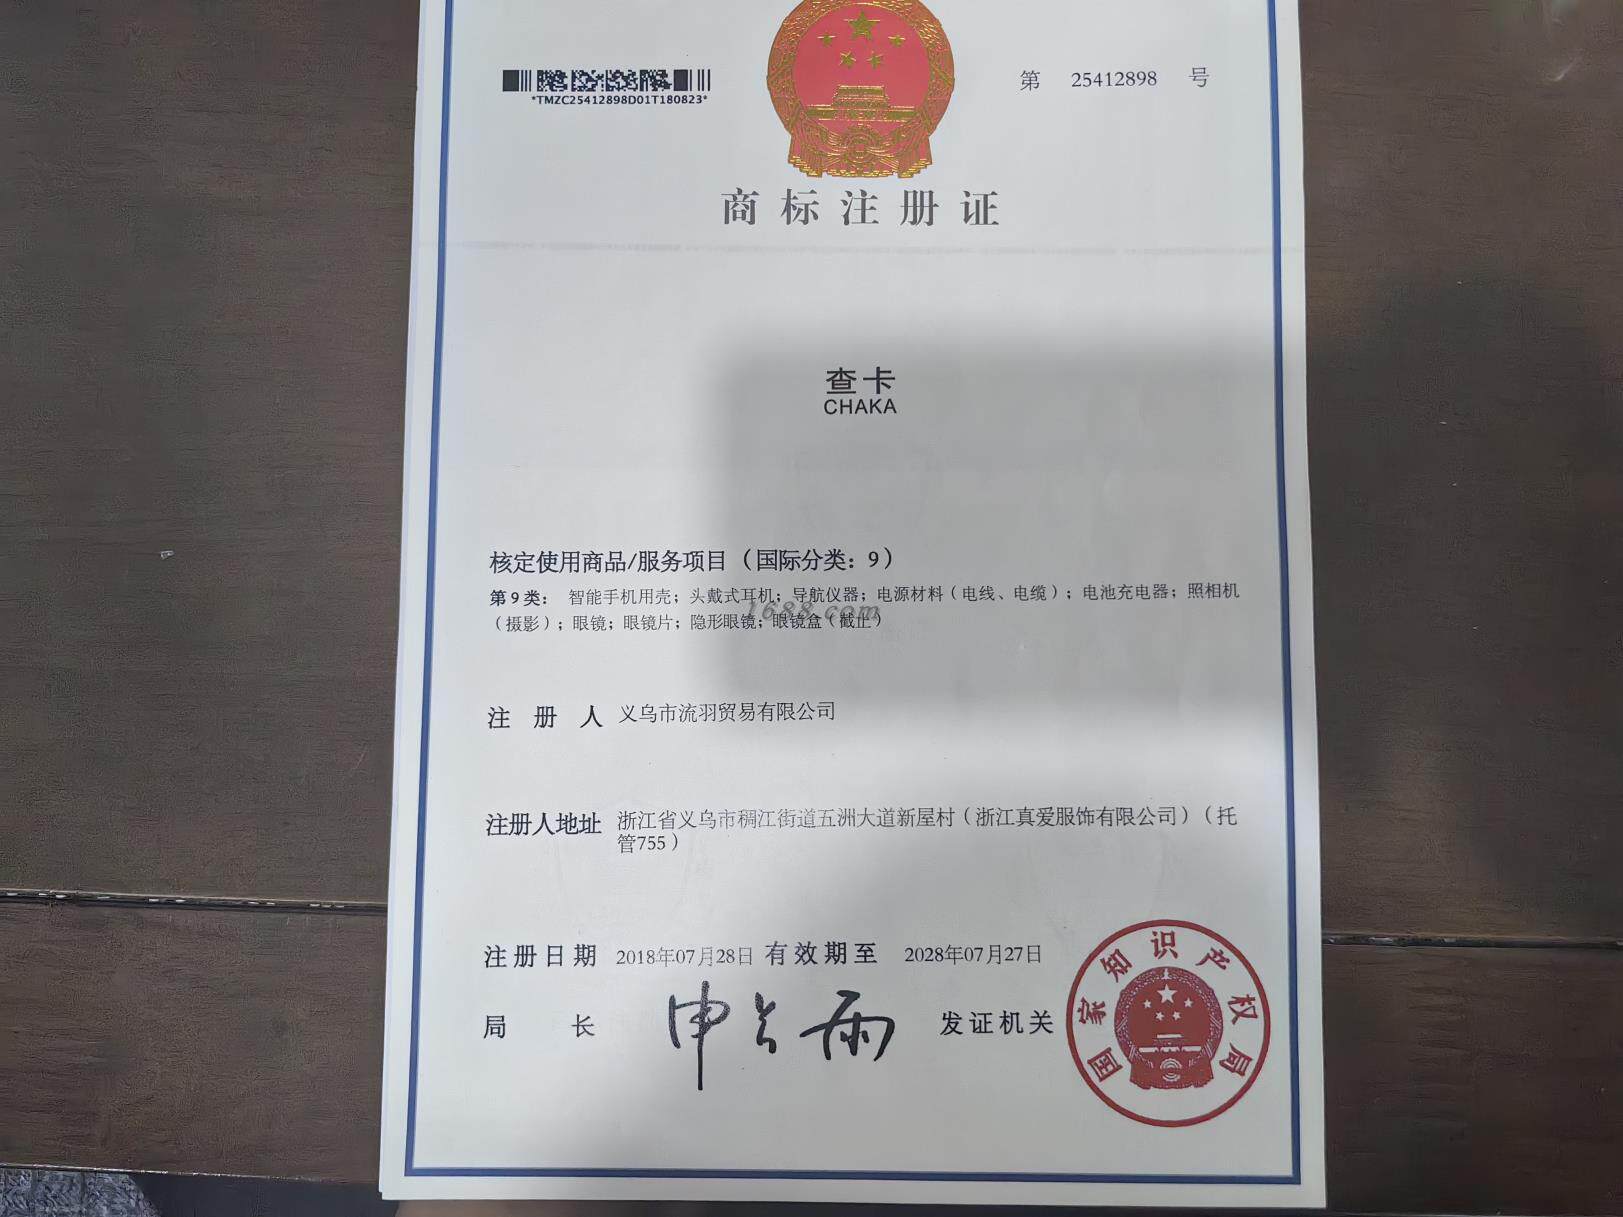 *TMZC25412898D01T180823*
第 25412898 号
商标注册证
查卡
CHAKA
核定使用商品/服务项目（国际分类：9）
第9类： 智能手机用壳；头戴式耳机；导航仪器；电源材料（电线、电缆）；电池充电器；照相机
（摄影）；眼镜；眼镜片；隐形眼镜；眼镜盒（截止）
1688.com
注册人 义乌市流羽贸易有限公司
注册人地址 浙江省义乌市稠江街道五洲大道新屋村（浙江真爱服饰有限公司）（托
管755）
注册日期 2018年07月28日 有效期至 2028年07月27日
局长 申长雨 发证机关
国家知识产权局